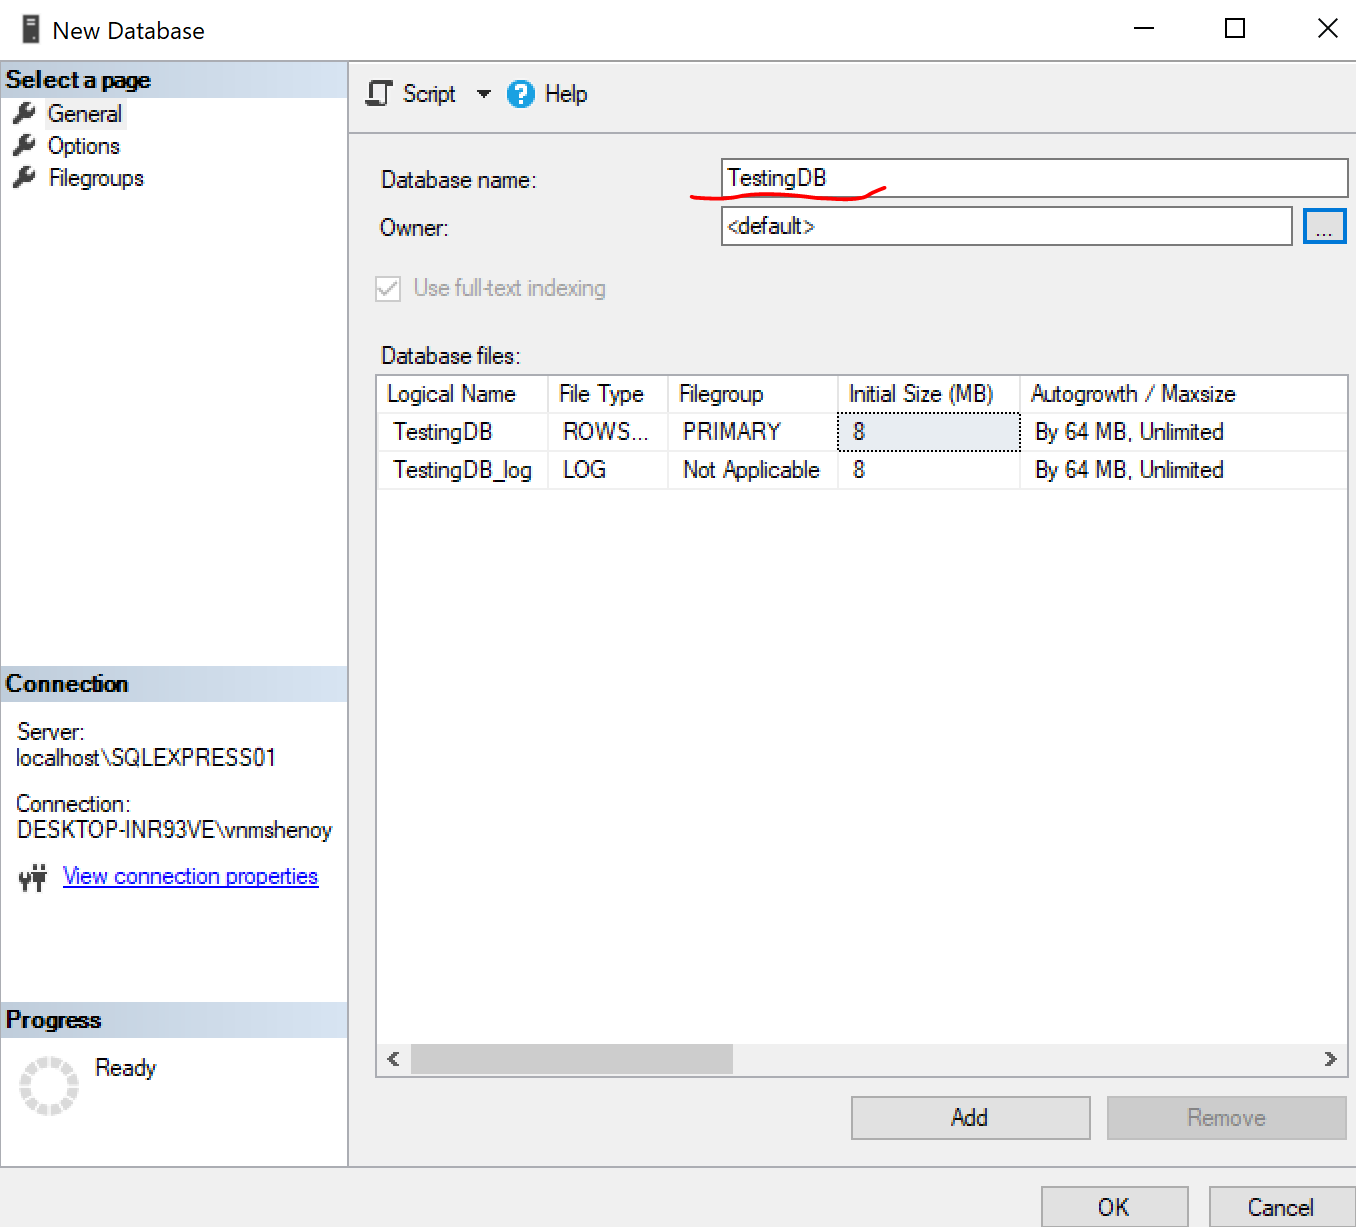 New Database
Select a page
General
Options
Filegroups
Script
Help
Database name:
TestingDB
Owner:
<default>
...
Use full-text indexing
Database files:
Logical Name File Type Filegroup Initial Size (MB) Autogrowth / Maxsize
TestingDB ROWS... PRIMARY 8 By 64 MB, Unlimited
TestingDB_log LOG Not Applicable 8 By 64 MB, Unlimited
Connection
Server:
localhost\SQLEXPRESS01
Connection:
DESKTOP-INR93VE\vnmshenoy
View connection properties
Progress
Ready
Add
Remove
OK
Cancel